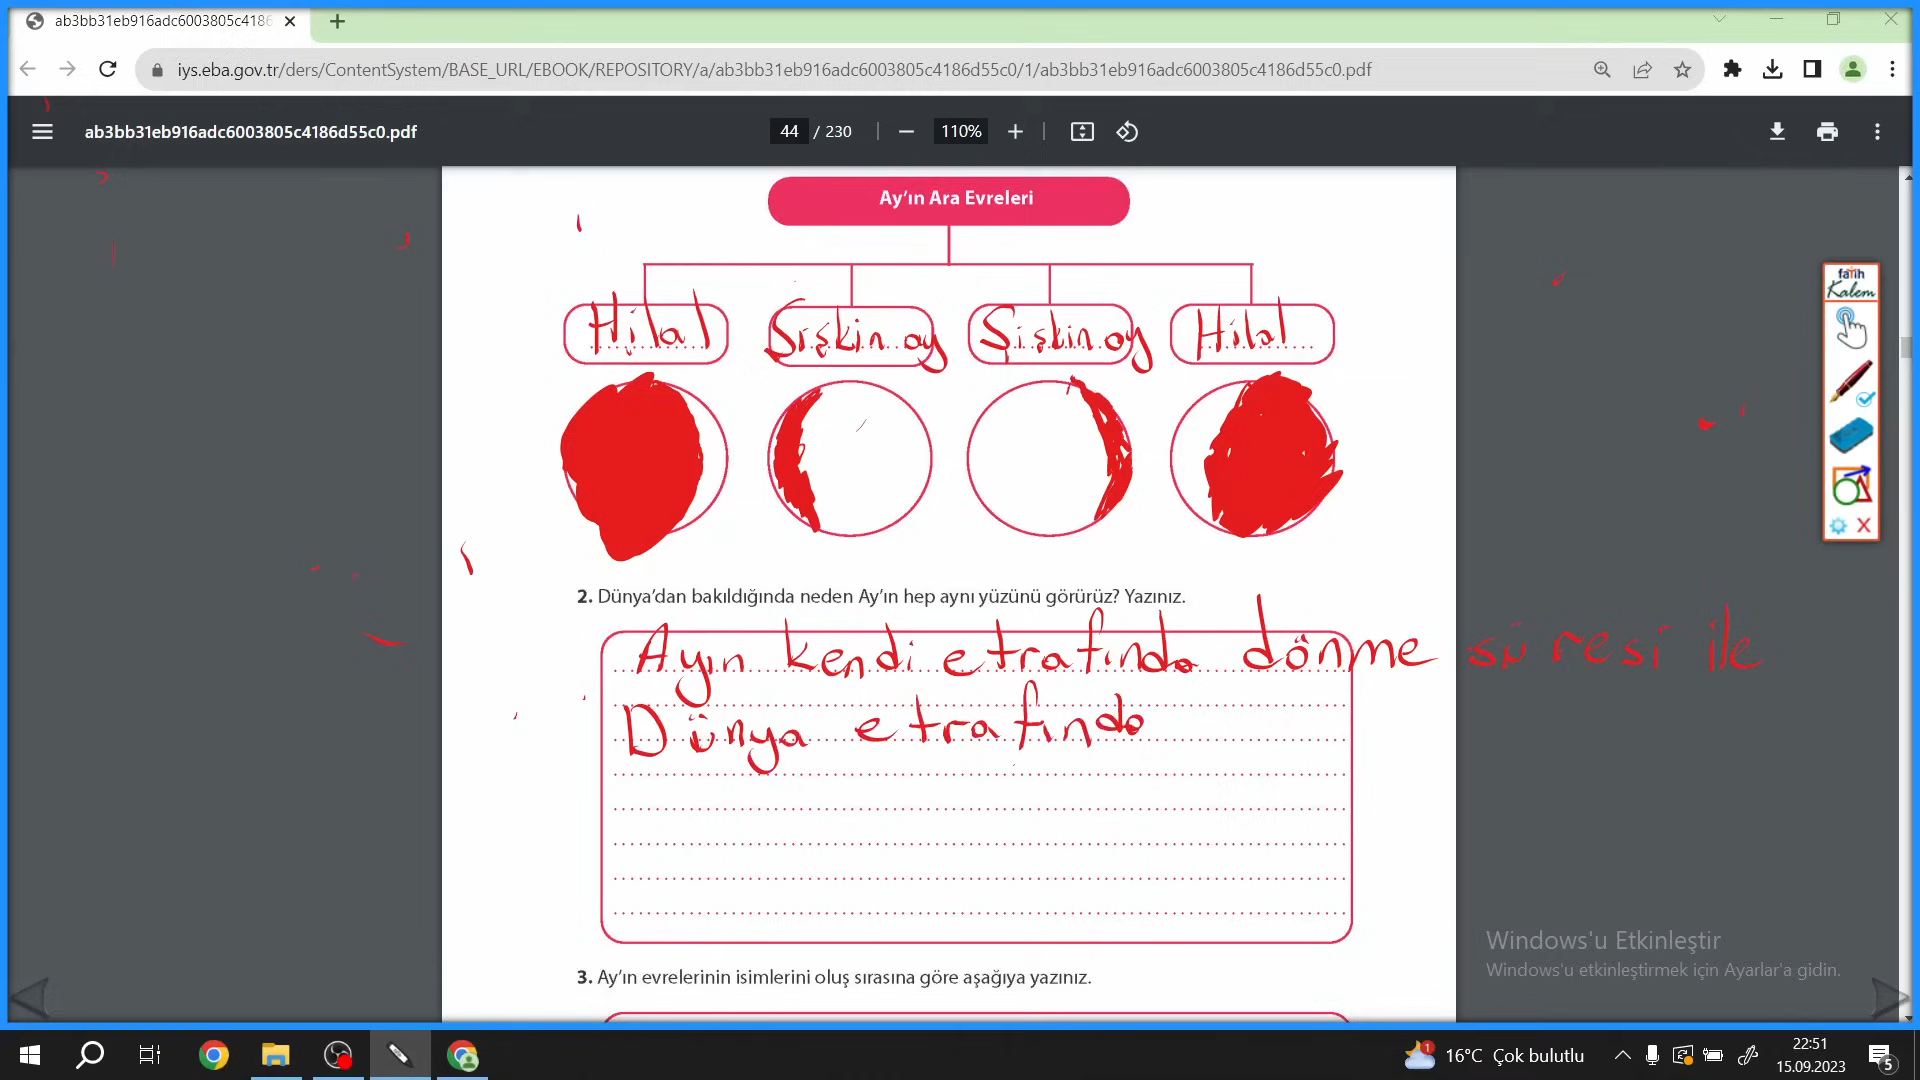 ab3bb31eb916adc6003805c4186
iys.eba.gov.tr/ders/ContentSystem/BASE_URL/EBOOK/REPOSITORY/a/ab3bb31eb916adc6003805c4186d55c0/1/ab3bb31eb916adc6003805c4186d55c0.pdf
ab3bb31eb916adc6003805c4186d55c0.pdf
44 / 230
110%
Ay'ın Ara Evreleri
fatih
Kalem
Hilal Şişkin ay Şişkin ay Hilal
2. Dünya'dan bakıldığında neden Ay'ın hep aynı yüzünü görürüz? Yazınız.
Ayın kendi etrafında dönme süresi ile
Dünya etrafında
Windows'u Etkinleştir
Windows'u etkinleştirmek için Ayarlar'a gidin.
3. Ay'ın evrelerinin isimlerini oluş sırasına göre aşağıya yazınız.
1
16°C Çok bulutlu
22:51
15.09.2023
5